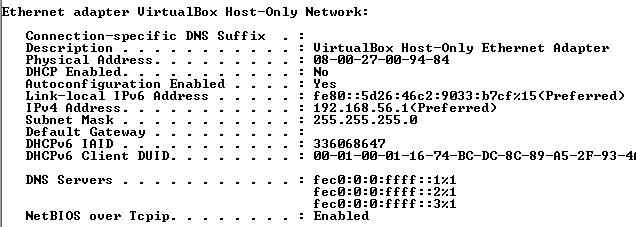 Ethernet adapter VirtualBox Host-Only Network:
Connection-specific DNS Suffix . :
Description . . . . . . . . . . . : VirtualBox Host-Only Ethernet Adapter
Physical Address. . . . . . . . . : 08-00-27-00-94-84
DHCP Enabled. . . . . . . . . . . : No
Autoconfiguration Enabled . . . . : Yes
Link-local IPv6 Address . . . . . : fe80::5d26:46c2:9033:b7cf%15(Preferred)
IPv4 Address. . . . . . . . . . . : 192.168.56.1(Preferred)
Subnet Mask . . . . . . . . . . . : 255.255.255.0
Default Gateway . . . . . . . . . :
DHCPv6 IAID . . . . . . . . . . . : 336068647
DHCPv6 Client DUID. . . . . . . . : 00-01-00-01-16-74-BC-DC-8C-89-A5-2F-93-4
DNS Servers . . . . . . . . . . . : fec0:0:0:ffff::1%1
fec0:0:0:ffff::2%1
fec0:0:0:ffff::3%1
NetBIOS over Tcpip. . . . . . . . : Enabled